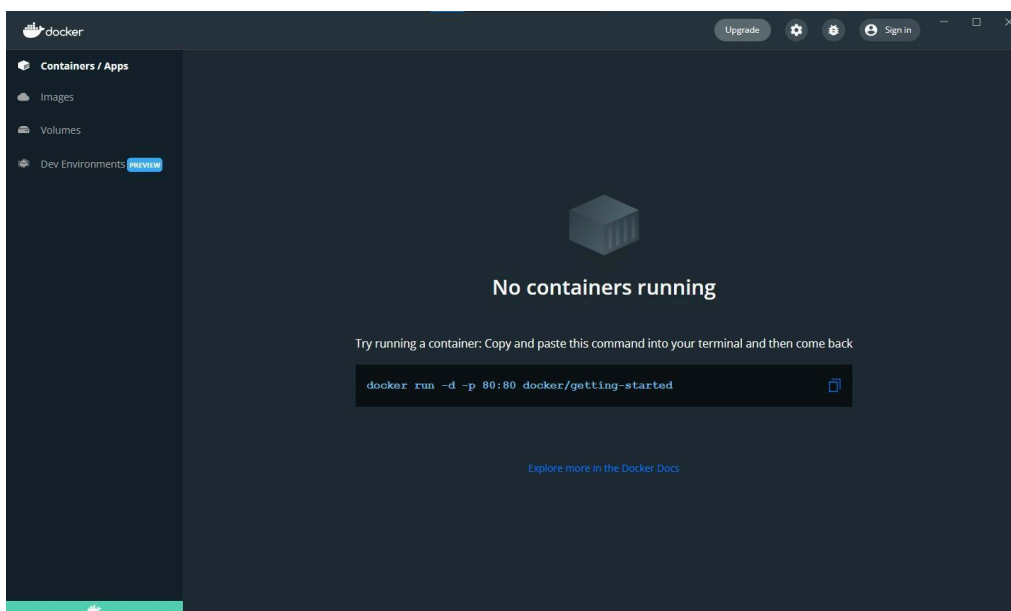 docker
Upgrade
Sign in
Containers / Apps
Images
Volumes
Dev Environments PREVIEW
No containers running
Try running a container: Copy and paste this command into your terminal and then come back
docker run -d -p 80:80 docker/getting-started
Explore more in the Docker Docs